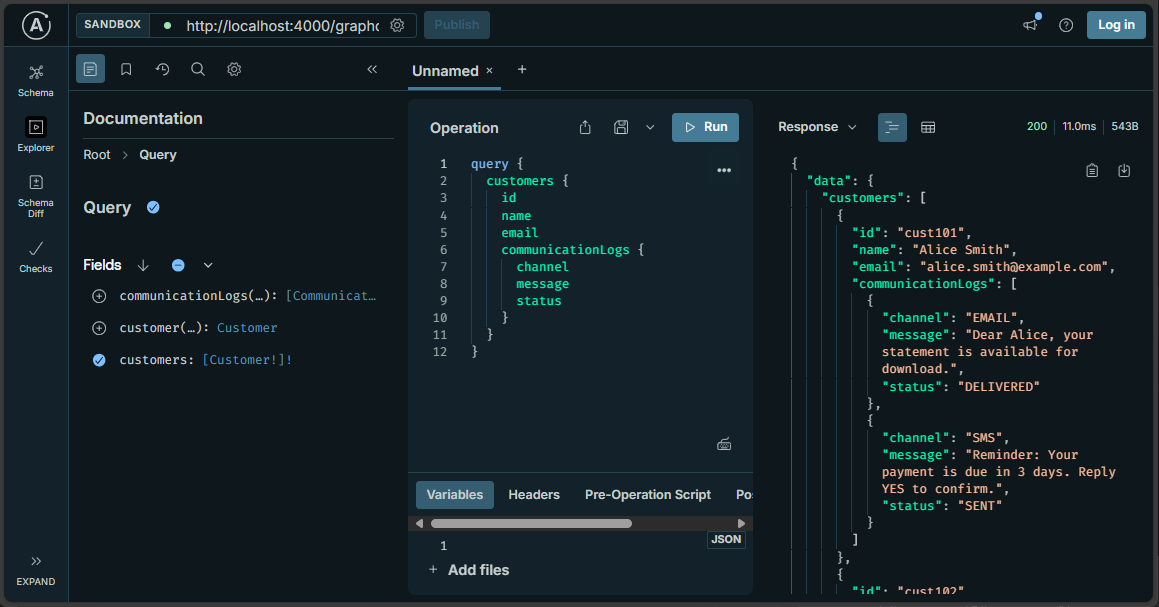 SANDBOX
http://localhost:4000/graphc
Publish
Log in
Schema
Explorer
Schema
Diff
Checks
EXPAND
Documentation
Root > Query
Query
Fields
communicationLogs(…): [Communicat…
customer(…): Customer
customers: [Customer!]!
Unnamed × +
Operation
Run
1 query {
2 customers {
3 id
4 name
5 email
6 communicationLogs {
7 channel
8 message
9 status
10 }
11 }
12 }
Variables Headers Pre-Operation Script Pos
JSON
1
+ Add files
Response
200 11.0ms 543B
{
"data": {
"customers": [
{
"id": "cust101",
"name": "Alice Smith",
"email": "alice.smith@example.com",
"communicationLogs": [
{
"channel": "EMAIL",
"message": "Dear Alice, your
statement is available for
download.",
"status": "DELIVERED"
},
{
"channel": "SMS",
"message": "Reminder: Your
payment is due in 3 days. Reply
YES to confirm.",
"status": "SENT"
}
]
},
{
"id": "cust102"